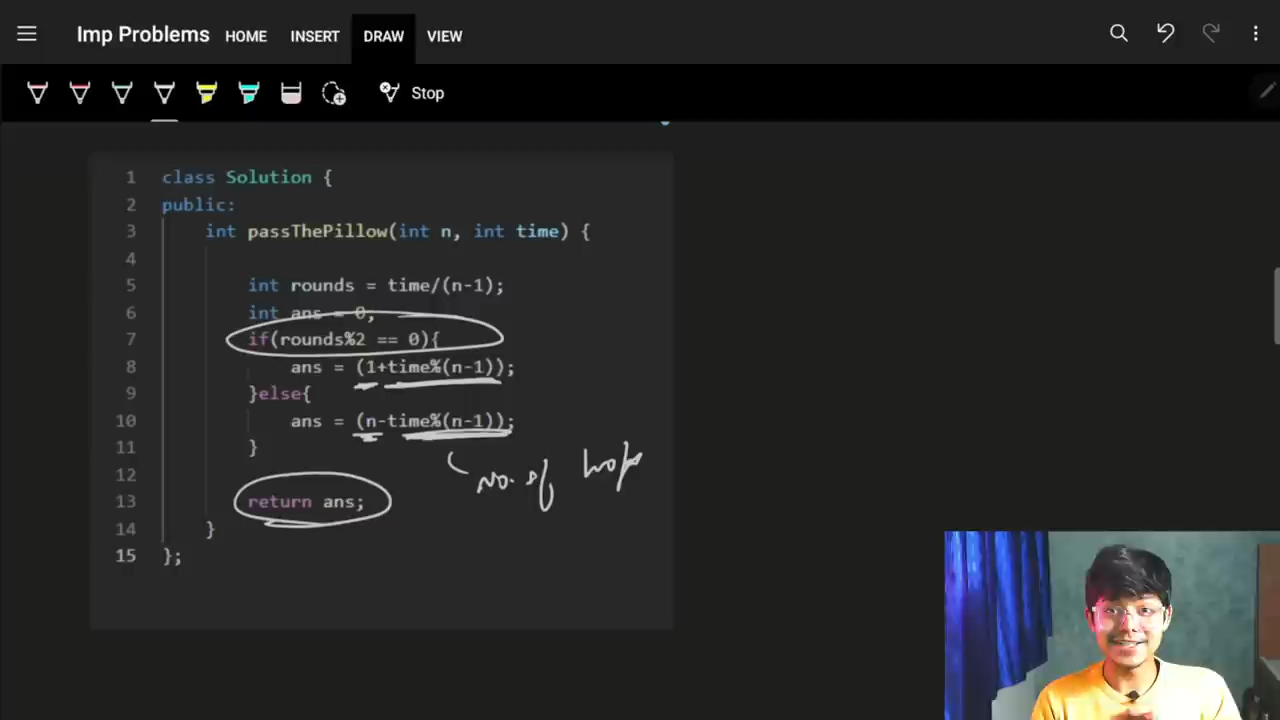 Imp Problems HOME INSERT DRAW VIEW
Stop
1 class Solution {
2 public:
3 int passThePillow(int n, int time) {
4
5 int rounds = time/(n-1);
6 int ans = 0;
7 if(rounds%2 == 0){
8 ans = (1+time%(n-1));
9 }else{
10 ans = (n-time%(n-1));
11 }
No. of
12
13 return ans;
14 }
15 };